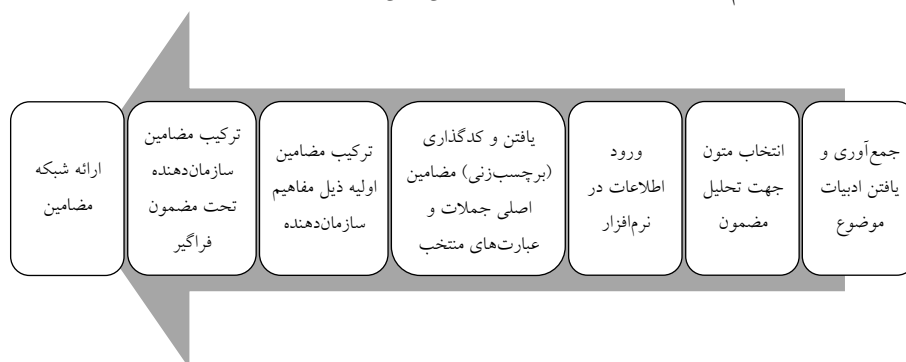 جمع‌آوری و
یافتن ادبیات
موضوع
انتخاب متون
جهت تحلیل
مضمون
ورود
اطلاعات در
نرم‌افزار
یافتن و کدگذاری
(برچسب‌زنی) مضامین
اصلی جملات و
عبارت‌های منتخب
ترکیب مضامین
اولیه ذیل مفاهیم
سازمان‌دهنده
ترکیب مضامین
سازمان‌دهنده
تحت مضمون
فراگیر
ارائه شبکه
مضامین